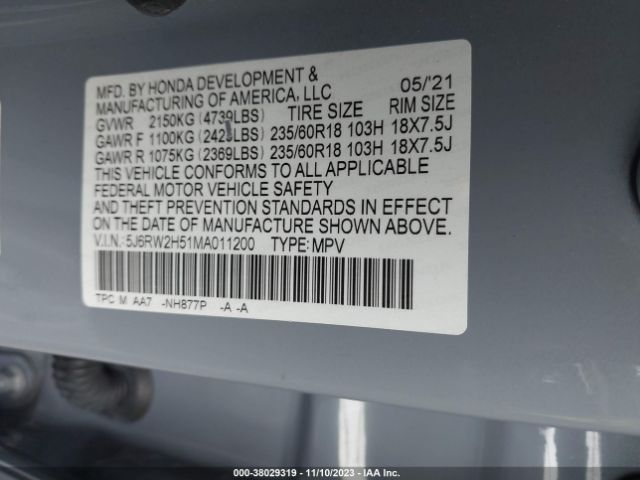 MFD. BY HONDA DEVELOPMENT & 05/'21
MANUFACTURING OF AMERICA, LLC
TIRE SIZE RIM SIZE
GVWR 2150KG (4739LBS)
GAWR F 1100KG (242 LBS) 235/60R18 103H 18X7.5J
GAWR R 1075KG (2369LBS) 235/60R18 103H 18X7.5J
THIS VEHICLE CONFORMS TO ALL APPLICABLE
FEDERAL MOTOR VEHICLE SAFETY
AND THEFT PREVENTION STANDARDS IN EFFECT
ON THE DATE OF MANUFACTURE SHOWN ABOVE.
V.I.N.:5J6RW2H51MA011200 TYPE:MPV
TPC M AA7 -NH877P -A -A
000-38029319 - 11/10/2023 - IAA Inc.